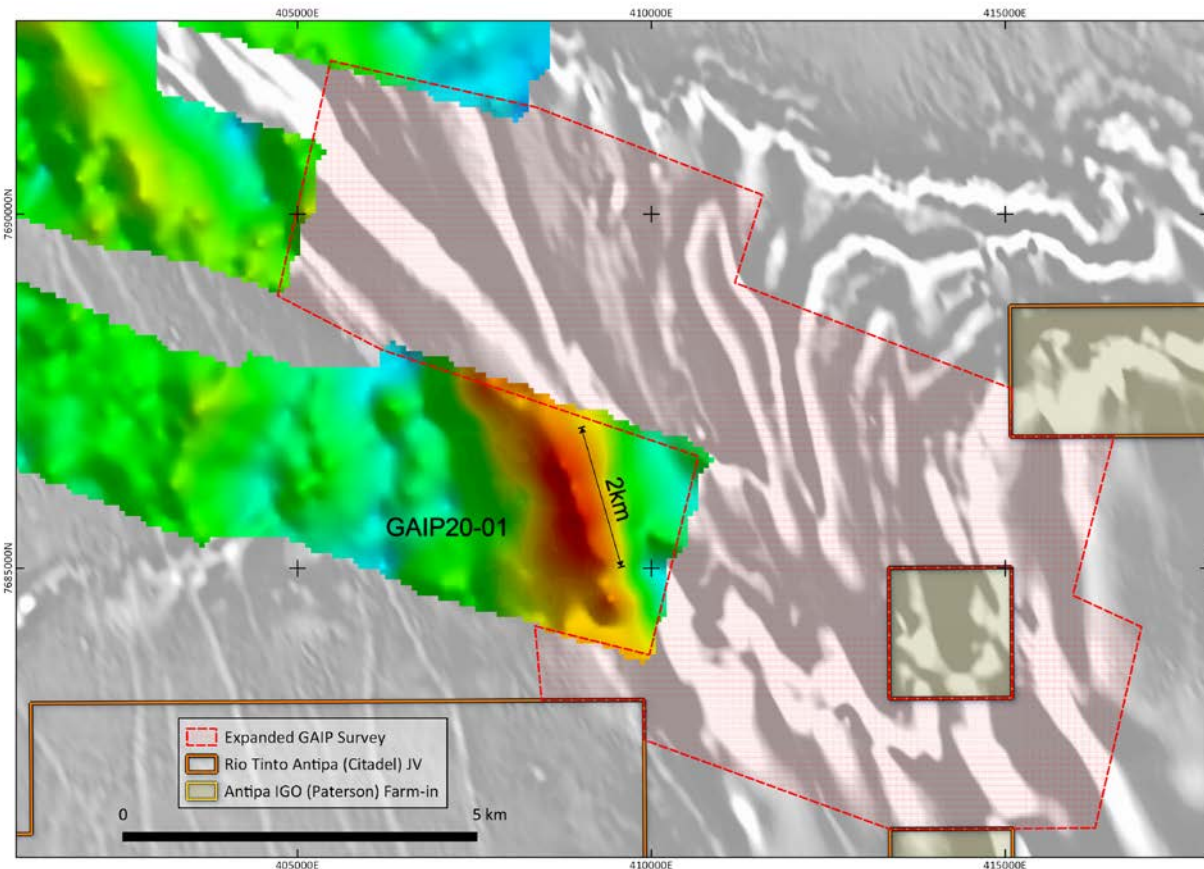 405000E
410000E
415000E
7690000N
7685000N
2km
GAIP20-01
Expanded GAIP Survey
Rio Tinto Antipa (Citadel) JV
Antipa IGO (Paterson) Farm-in
0
5 km
405000E
410000E
415000E